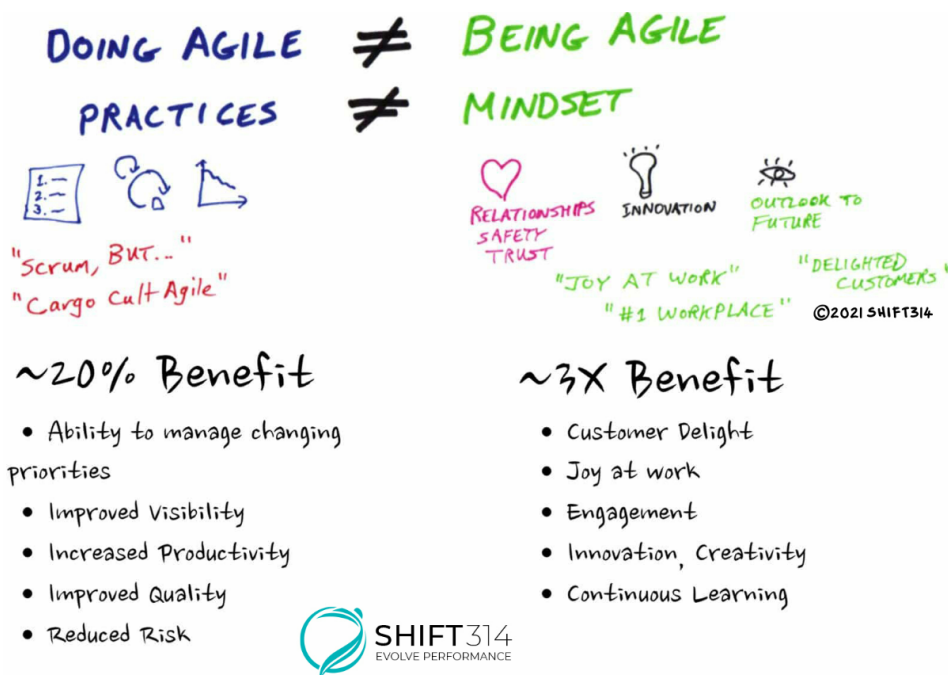 DOING AGILE ≠ BEING AGILE
PRACTICES ≠ MINDSET
1.
2.
3.
"SCRUM, BUT..."
"Cargo Cult Agile"
RELATIONSHIPS
SAFETY
TRUST
INNOVATION
OUTLOOK TO
FUTURE
"JOY AT WORK"
"DELIGHTED
CUSTOMERS"
"#1 WORKPLACE"
©2021 SHIFT314
~20% Benefit
• Ability to manage changing
priorities
• Improved Visibility
• Increased Productivity
• Improved Quality
• Reduced Risk
~3X Benefit
• Customer Delight
• Joy at work
• Engagement
• Innovation, Creativity
• Continuous Learning
SHIFT314
EVOLVE PERFORMANCE